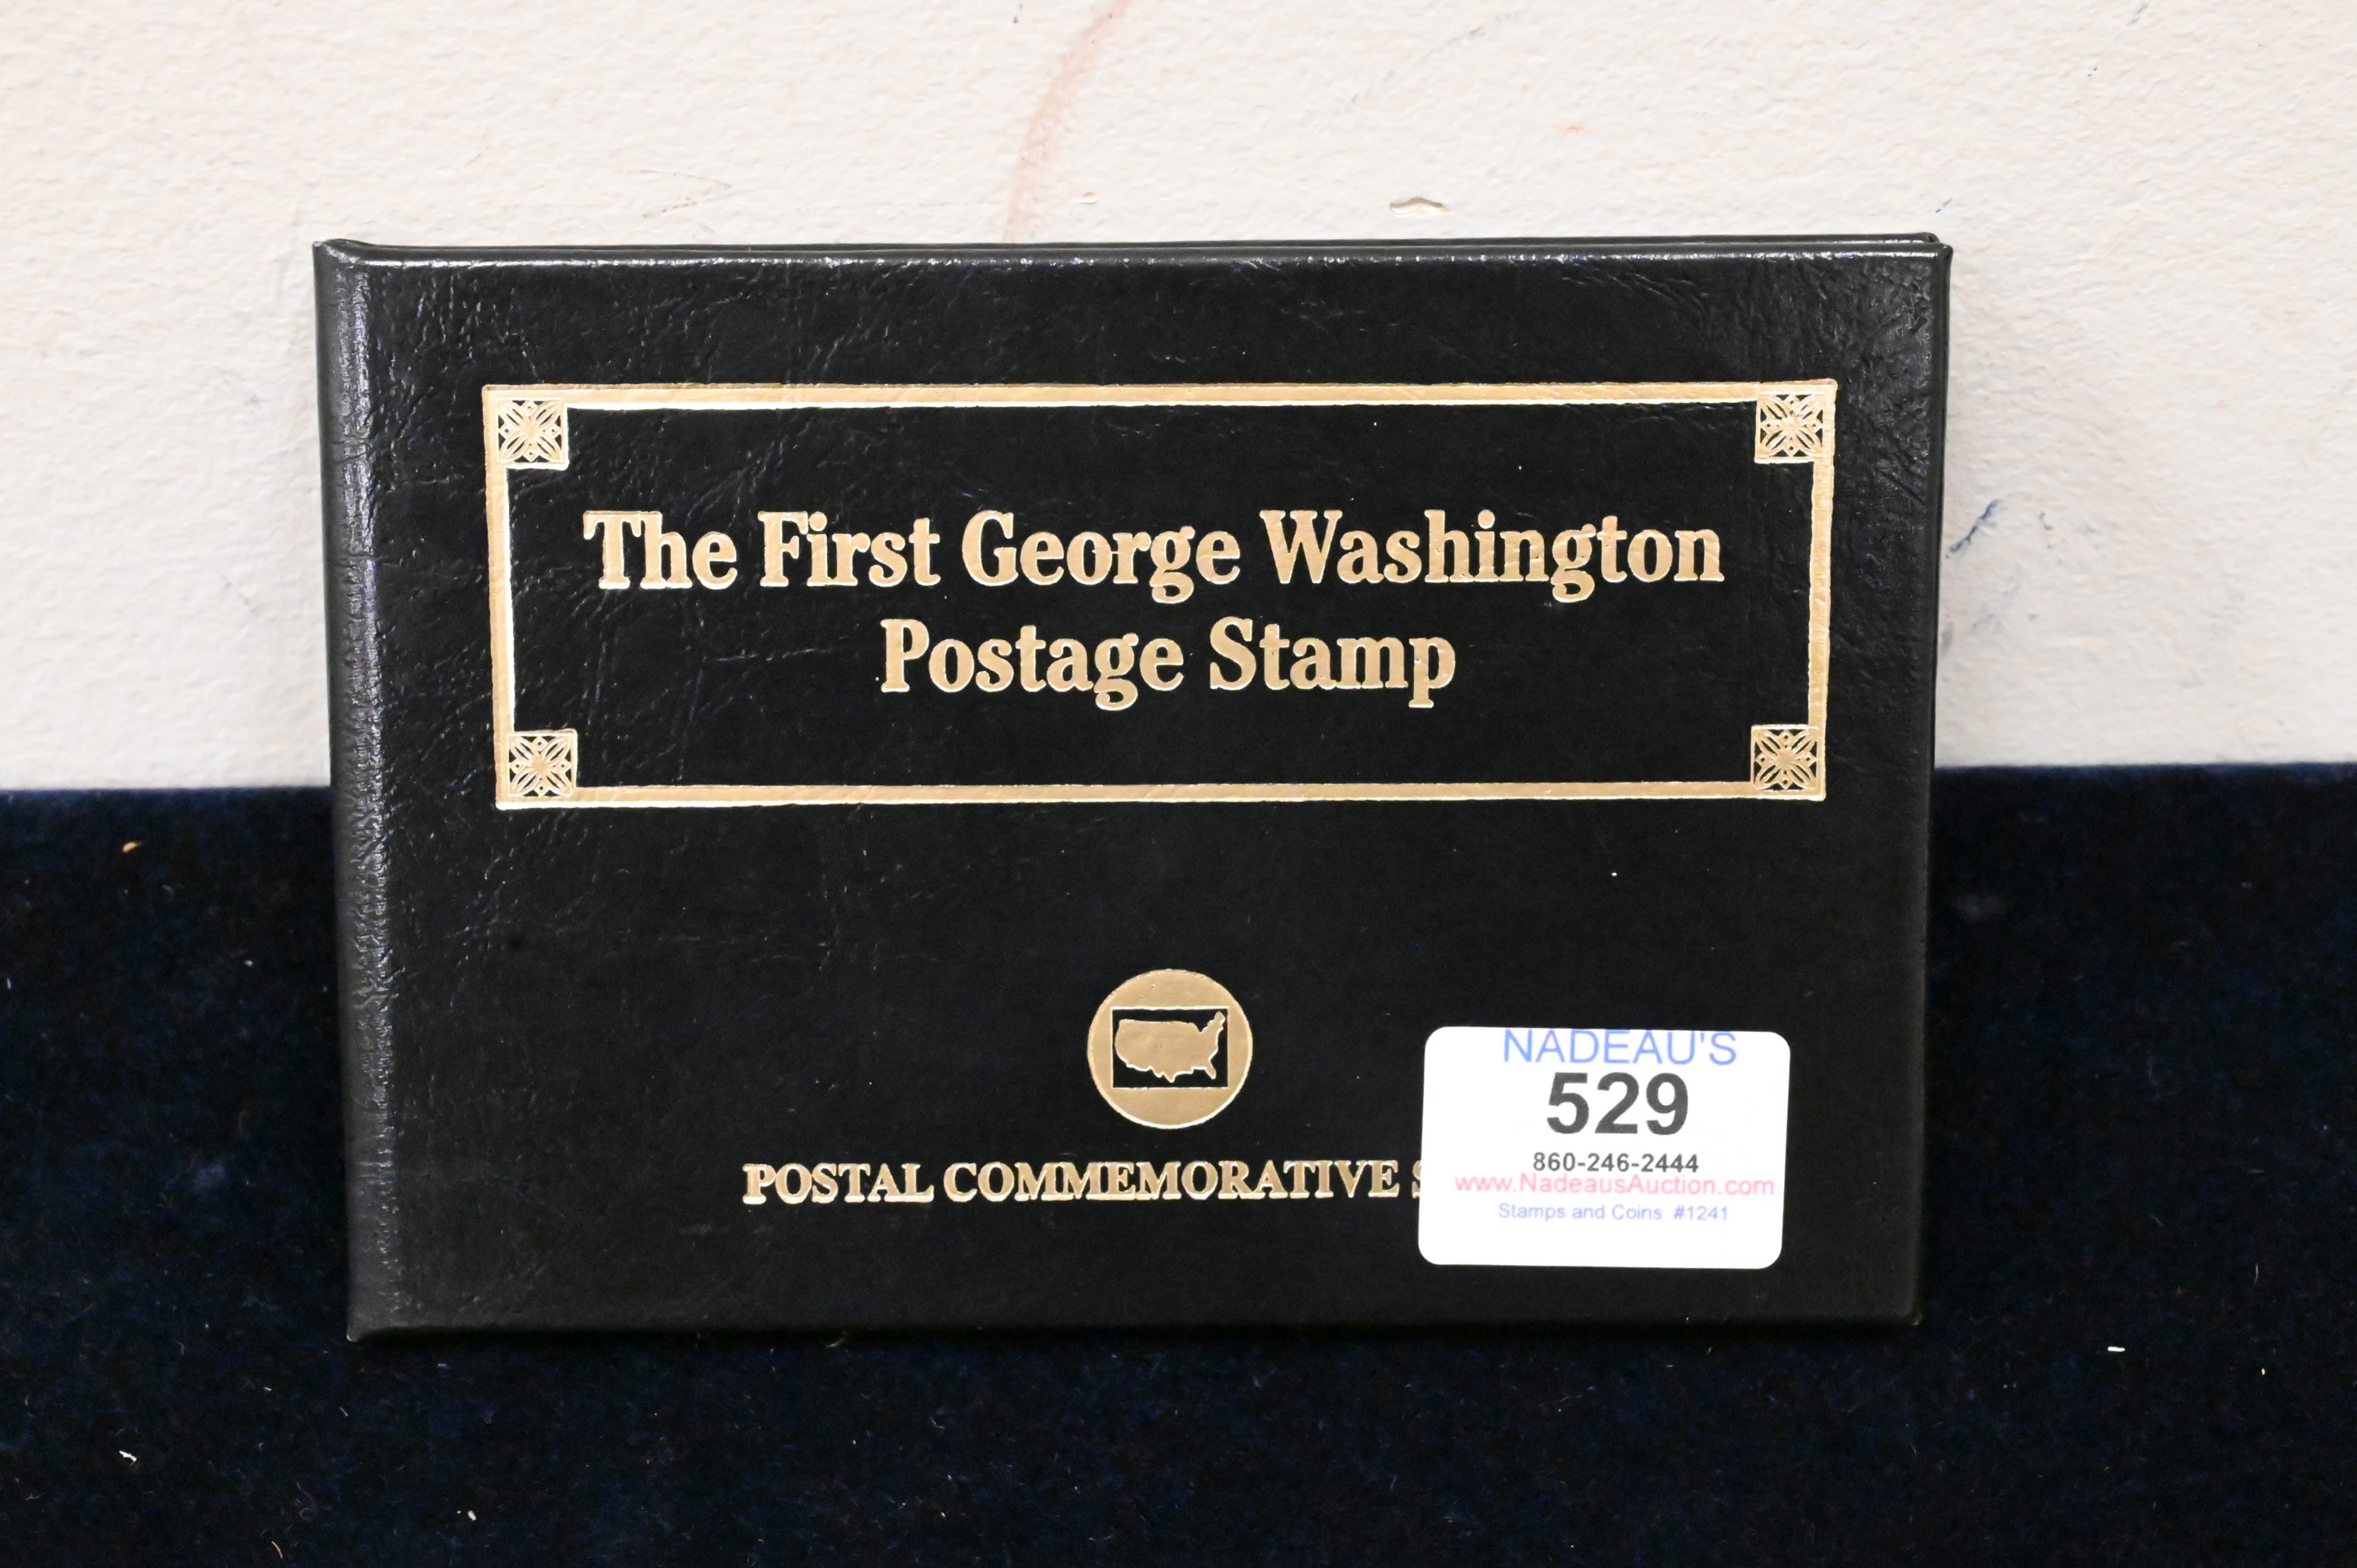 The First George Washington
Postage Stamp
POSTAL COMMEMORATIVE
NADEAU'S
529
860-246-2444
www.NadeausAuction.com
Stamps and Coins #1241